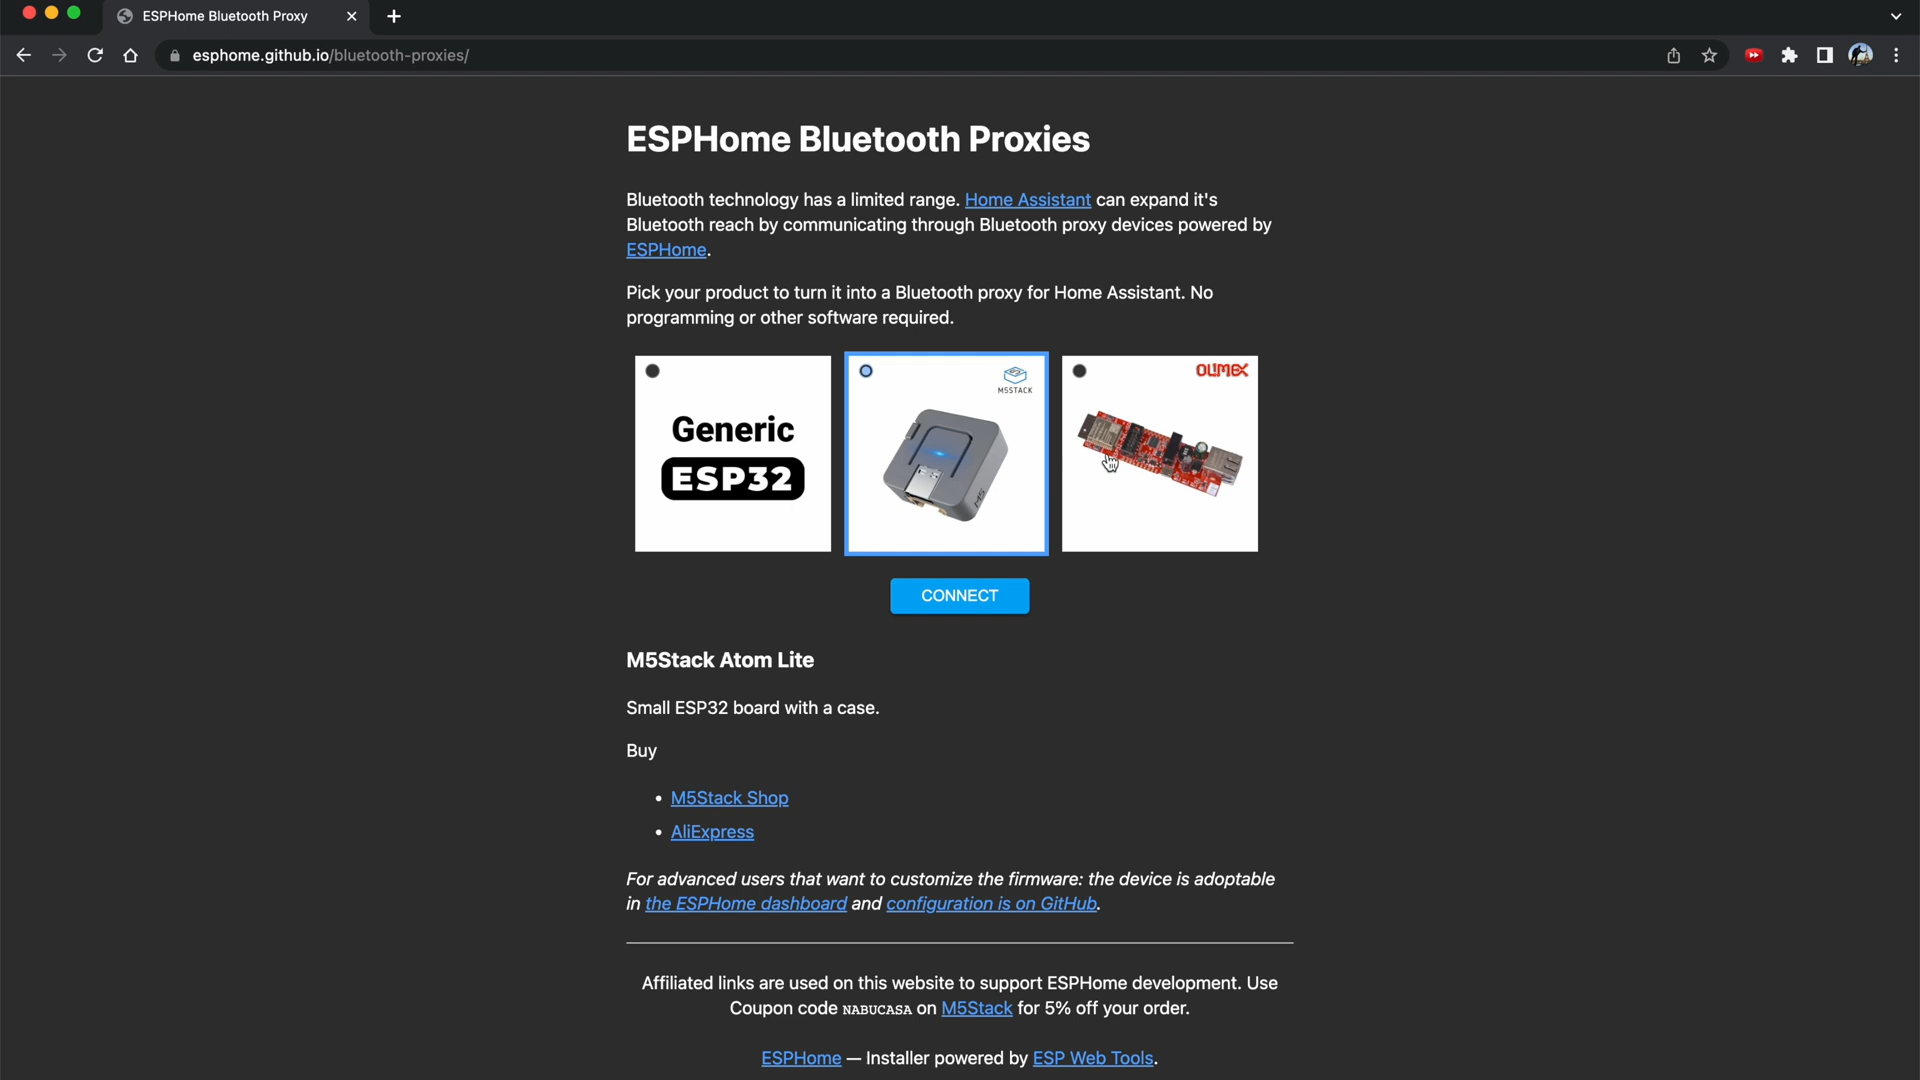 ESPHome Bluetooth Proxy
esphome.github.io/bluetooth-proxies/
ESPHome Bluetooth Proxies
Bluetooth technology has a limited range. Home Assistant can expand it's
Bluetooth reach by communicating through Bluetooth proxy devices powered by
ESPHome.
Pick your product to turn it into a Bluetooth proxy for Home Assistant. No
programming or other software required.
Generic
ESP32
M5STACK
M5
OLIMEX
CONNECT
M5Stack Atom Lite
Small ESP32 board with a case.
Buy
• M5Stack Shop
• AliExpress
For advanced users that want to customize the firmware: the device is adoptable
in the ESPHome dashboard and configuration is on GitHub.
Affiliated links are used on this website to support ESPHome development. Use
Coupon code NABUCASA on M5Stack for 5% off your order.
ESPHome — Installer powered by ESP Web Tools.